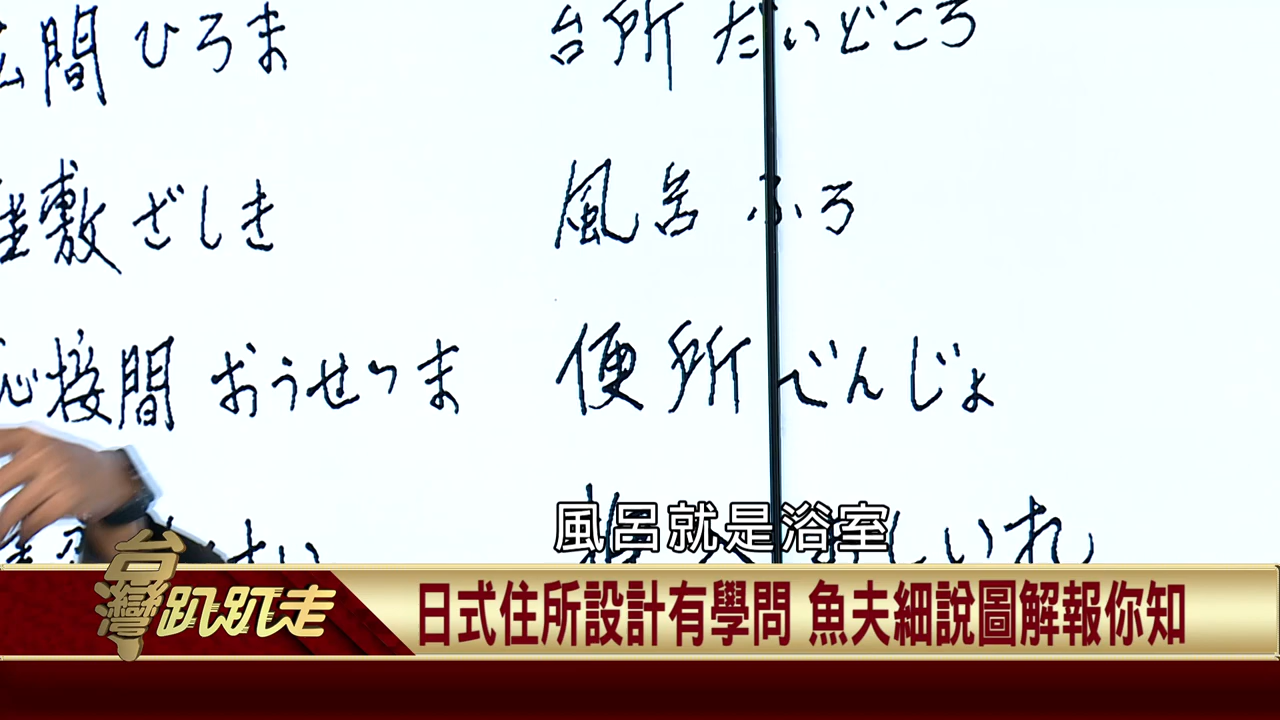 広間 ひろま
台所 だいどころ
座敷 ざしき
風呂 ふろ
応接間 おうせつま
便所 べんじょ
風呂就是浴室
台灣趴趴走
日式住所設計有學問 魚夫細說圖解報你知